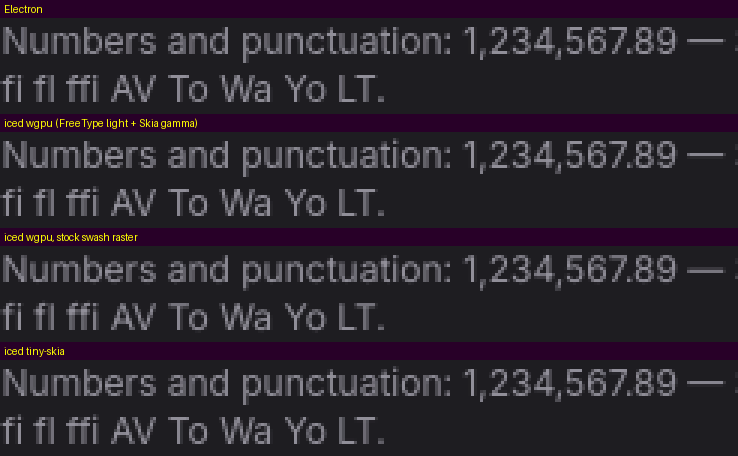 Electron
Numbers and punctuation: 1,234,567.89 —
fi fl ffi AV To Wa Yo LT.
iced wgpu (FreeType light + Skia gamma)
Numbers and punctuation: 1,234,567.89 —
fi fl ffi AV To Wa Yo LT.
iced wgpu, stock swash raster
Numbers and punctuation: 1,234,567.89 —
fi fl ffi AV To Wa Yo LT.
iced tiny-skia
Numbers and punctuation: 1,234,567.89 —
fi fl ffi AV To Wa Yo LT.